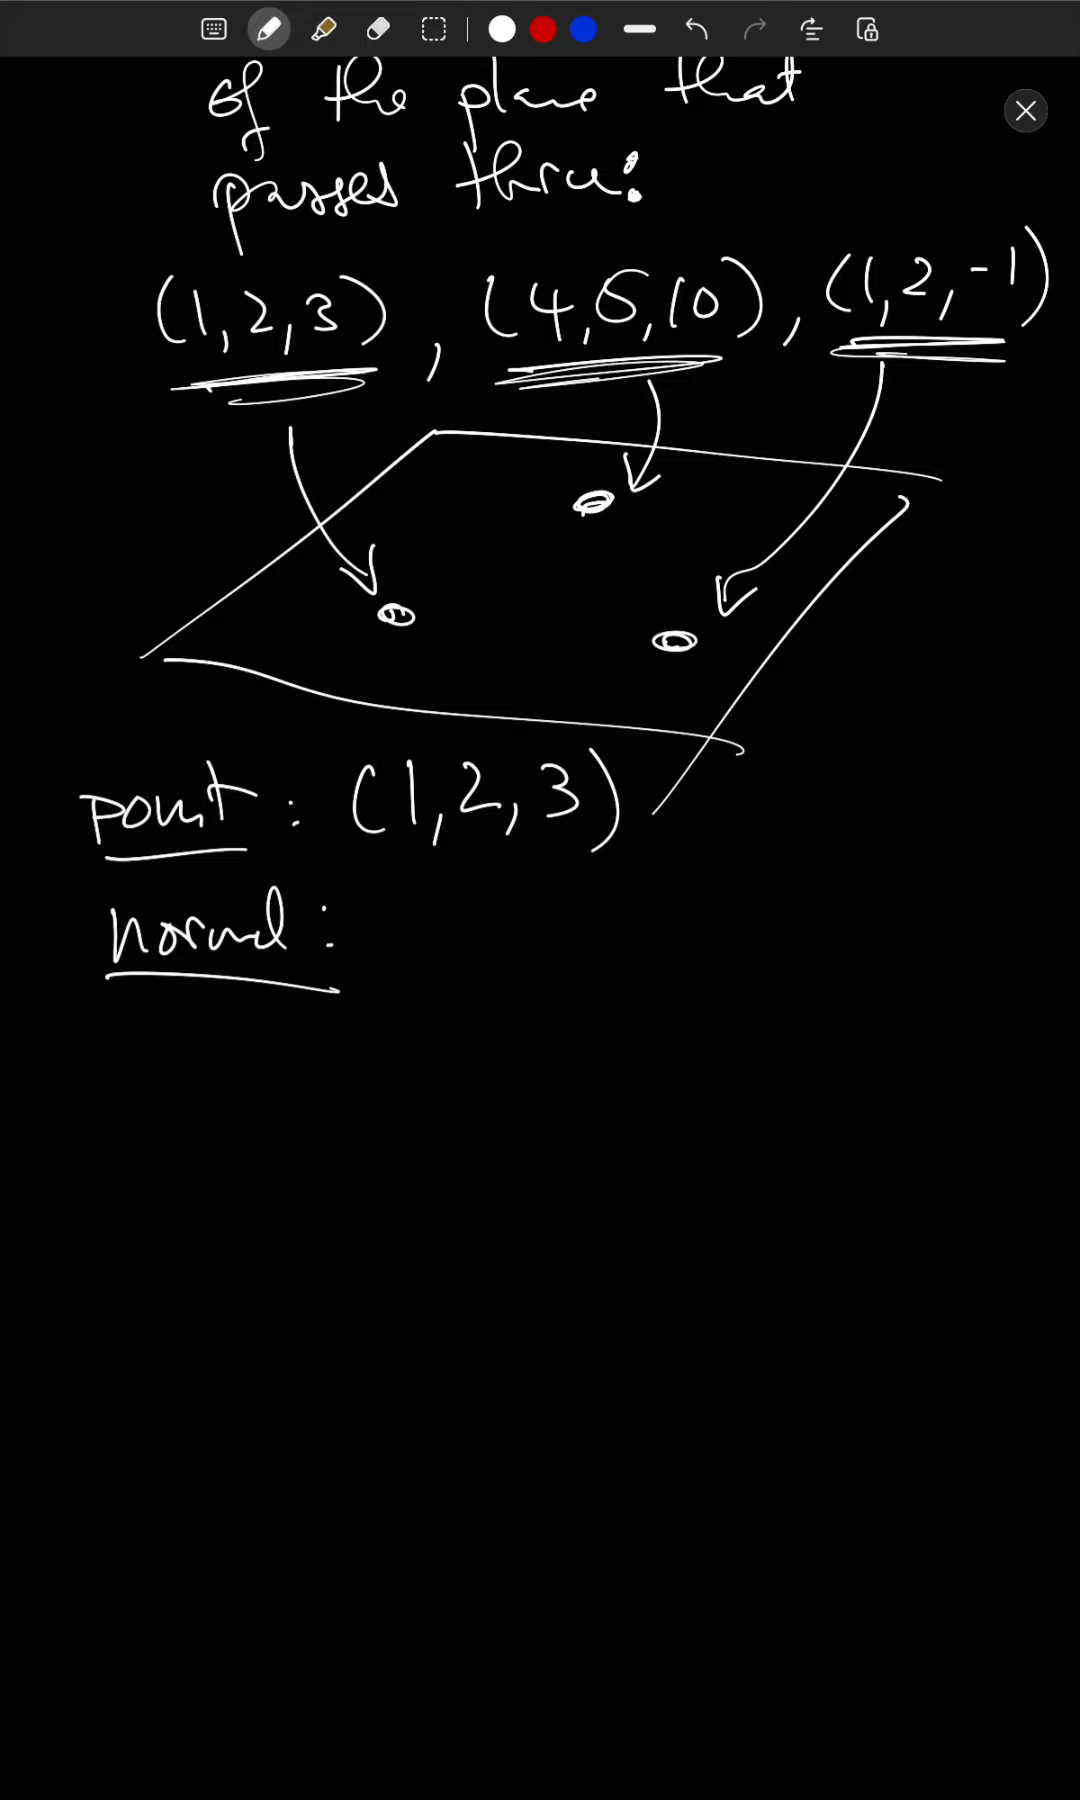 of the plane that
passes thru:
(1,2,3), (4,5,10), (1,2,-1)
point: (1,2,3)
normal: